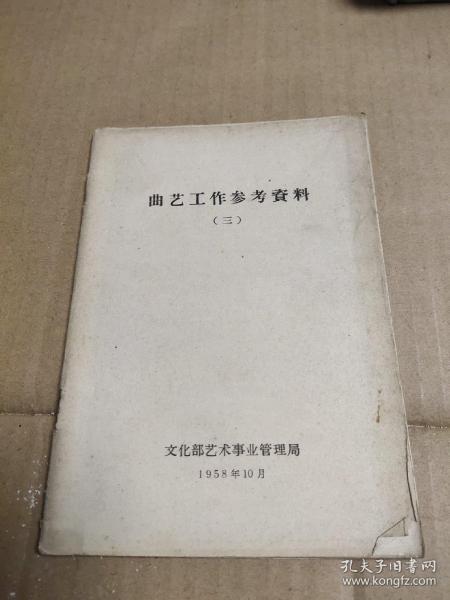 曲艺工作参考資料
（三）
文化部艺术事业管理局
1958年10月
孔夫子旧书网
www.kongfz.com